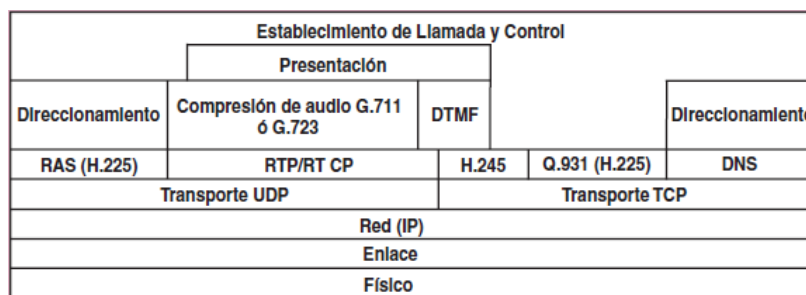 Establecimiento de Llamada y Control
Presentación
Direccionamiento
Compresión de audio G.711
ó G.723
DTMF
Direccionamiento
RAS (H.225)
RTP/RT CP
H.245
Q.931 (H.225)
DNS
Transporte UDP
Transporte TCP
Red (IP)
Enlace
Físico